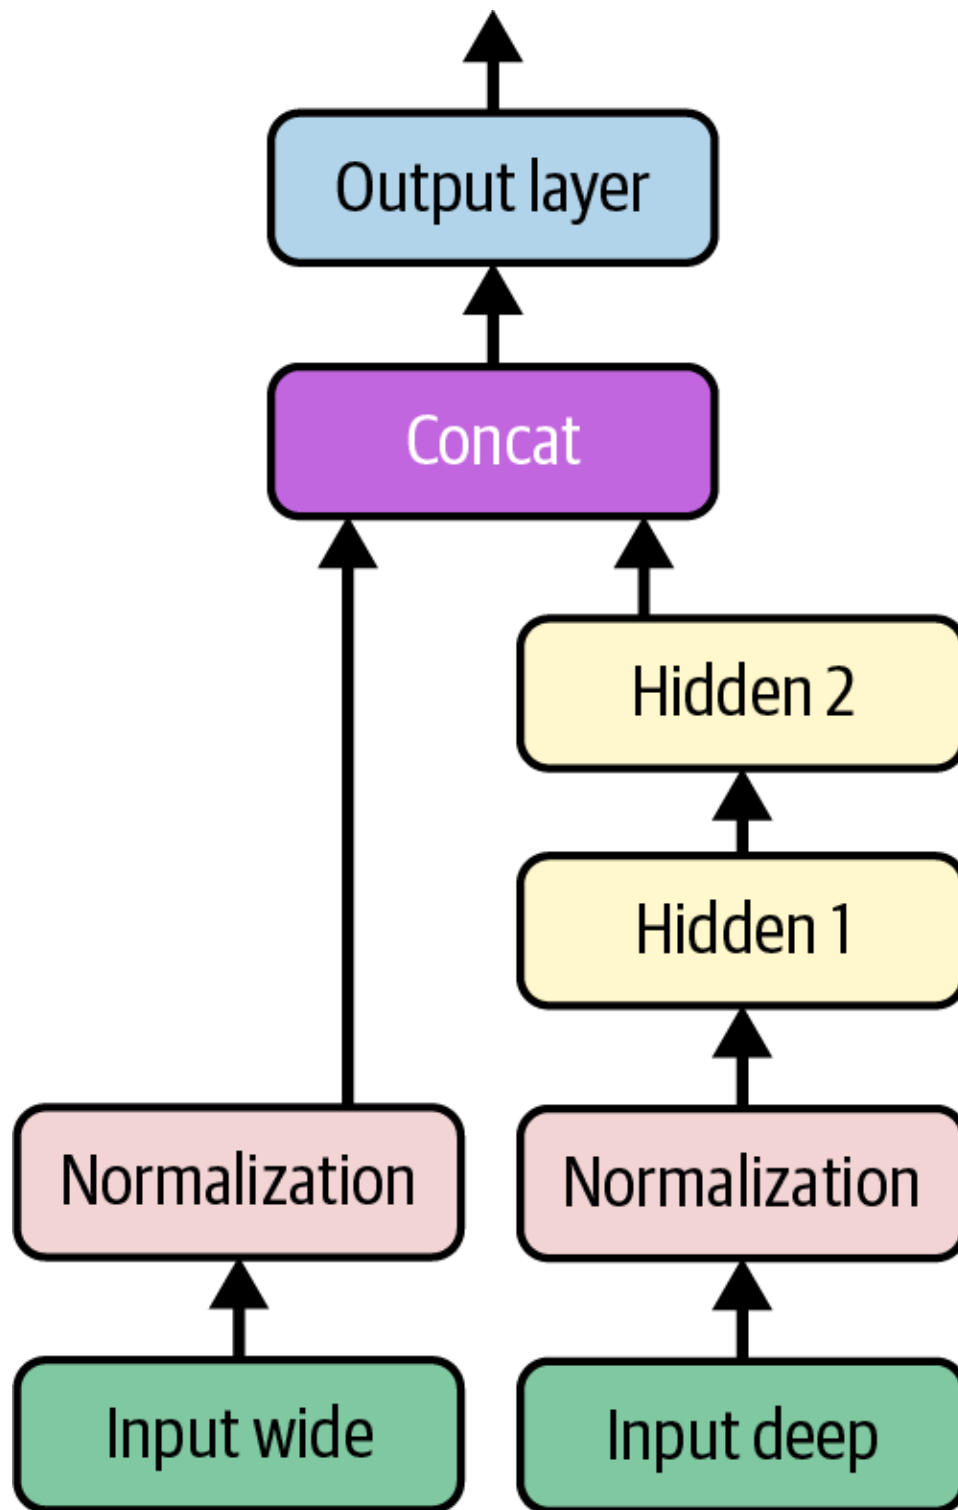 Output layer
Concat
Hidden 2
Hidden 1
Normalization
Normalization
Input wide
Input deep